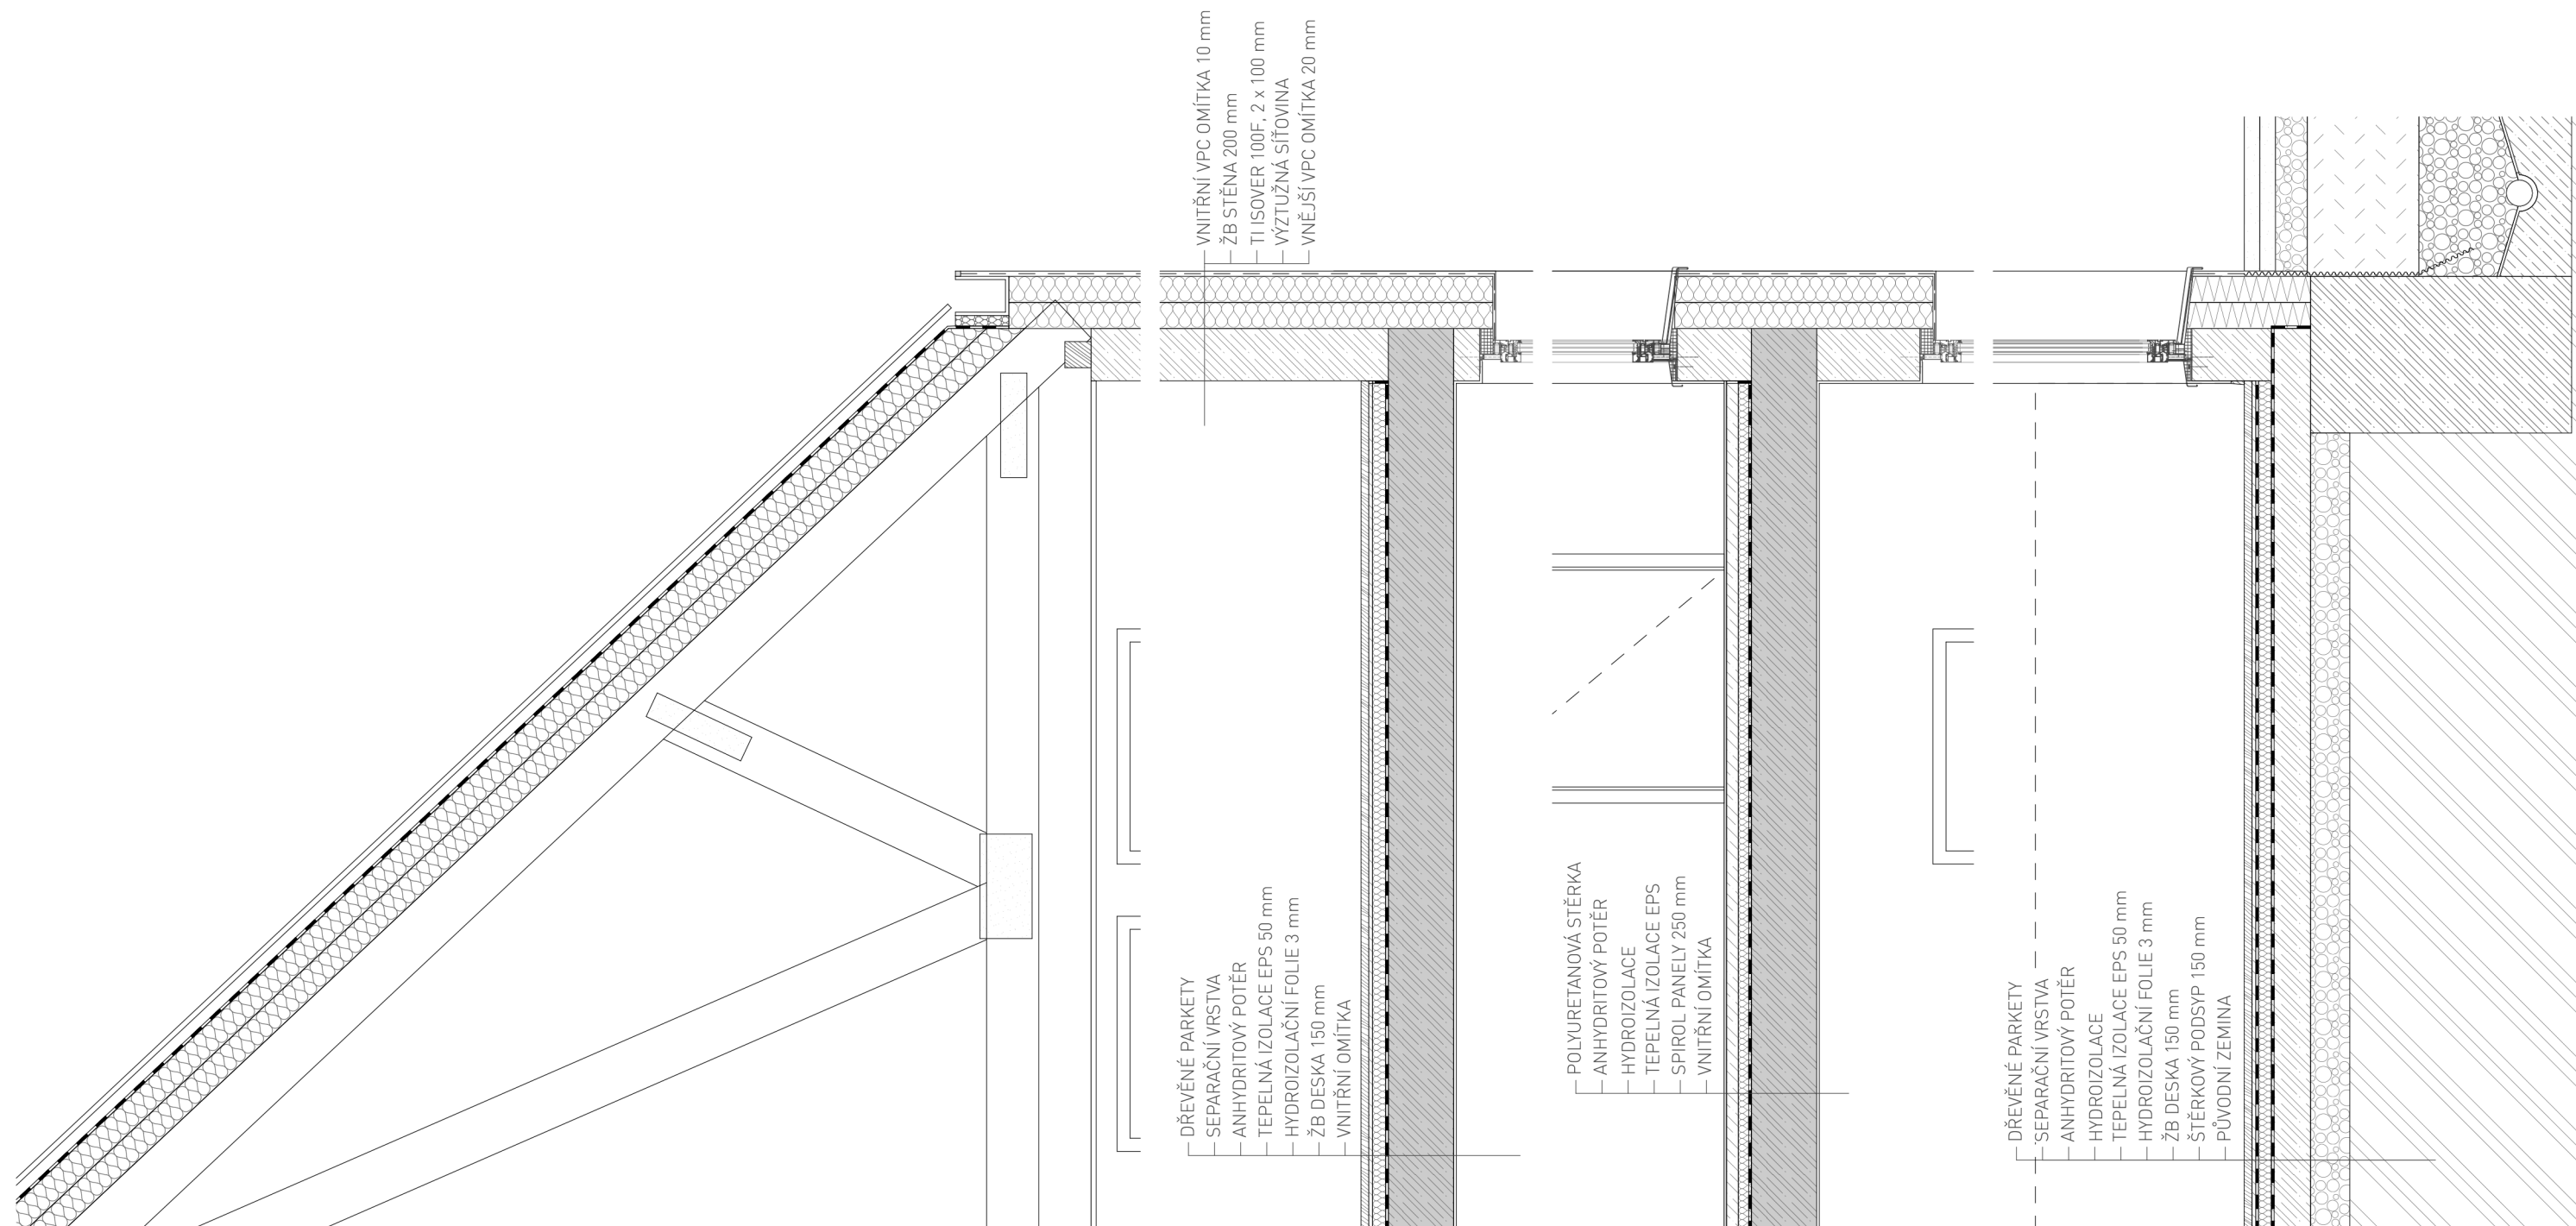 VNITŘNÍ VPC OMÍTKA 10 mm
ŽB STĚNA 200 mm
TI ISOVER 100F, 2 x 100 mm
VÝZTUŽNÁ SÍŤOVINA
VNĚJŠÍ VPC OMÍTKA 20 mm
DŘEVĚNÉ PARKETY
SEPARAČNÍ VRSTVA
ANHYDRITOVÝ POTĚR
TEPELNÁ IZOLACE EPS 50 mm
HYDROIZOLAČNÍ FOLIE 3 mm
ŽB DESKA 150 mm
VNITŘNÍ OMÍTKA
POLYURETANOVÁ STĚRKA
ANHYDRITOVÝ POTĚR
HYDROIZOLACE
TEPELNÁ IZOLACE EPS
SPIROL PANELY 250 mm
VNITŘNÍ OMÍTKA
DŘEVĚNÉ PARKETY
SEPARAČNÍ VRSTVA
ANHYDRITOVÝ POTĚR
HYDROIZOLACE
TEPELNÁ IZOLACE EPS 50 mm
HYDROIZOLAČNÍ FOLIE 3 mm
ŽB DESKA 150 mm
ŠTĚRKOVÝ PODSYP 150 mm
PŮVODNÍ ZEMINA